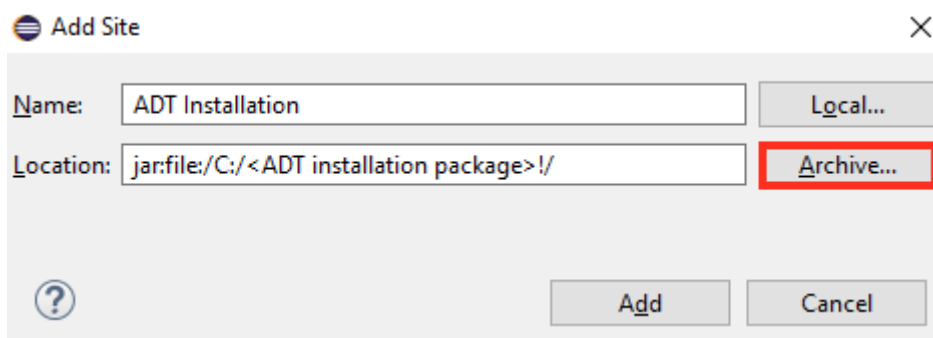 Add Site
Name: ADT Installation Local...
Location: jar:file:/C:/<ADT installation package>!/ Archive...
? Add Cancel